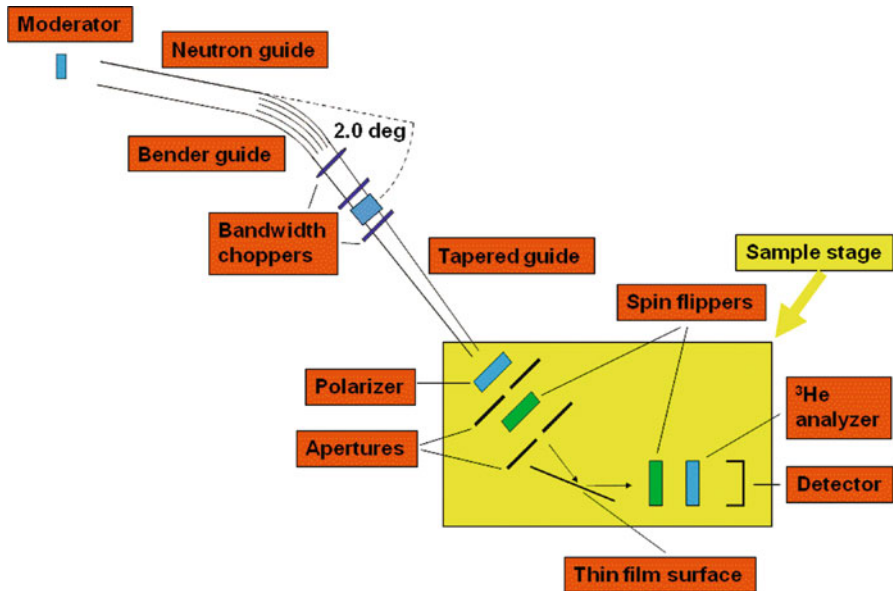 Moderator
Neutron guide
2.0 deg
Bender guide
Bandwidth
choppers
Tapered guide
Sample stage
Spin flippers
Polarizer
³He
analyzer
Apertures
Detector
Thin film surface